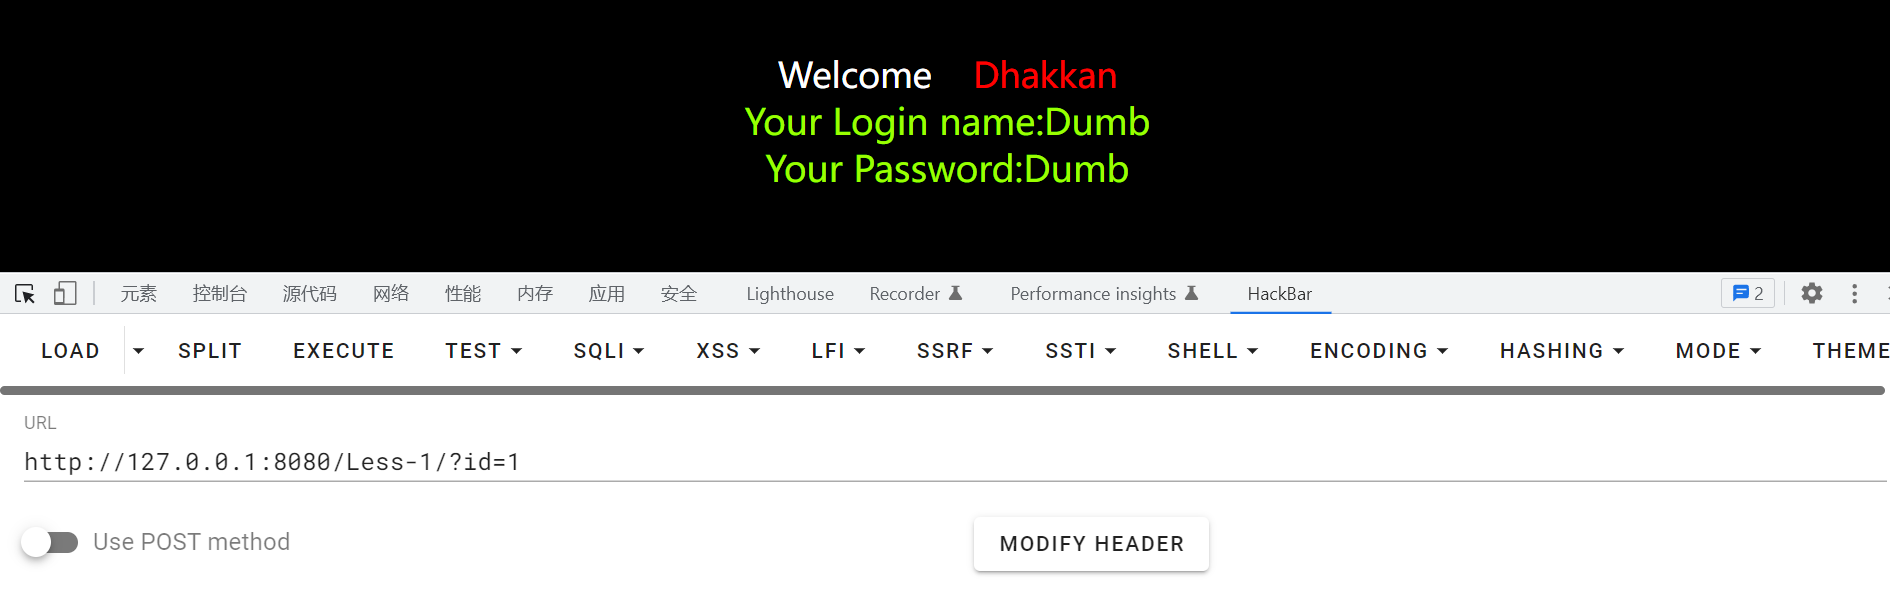 Welcome Dhakkan
Your Login name:Dumb
Your Password:Dumb
元素 控制台 源代码 网络 性能 内存 应用 安全 Lighthouse Recorder Performance insights HackBar 2
LOAD SPLIT EXECUTE TEST SQLI XSS LFI SSRF SSTI SHELL ENCODING HASHING MODE THEME
URL
http://127.0.0.1:8080/Less-1/?id=1
Use POST method MODIFY HEADER